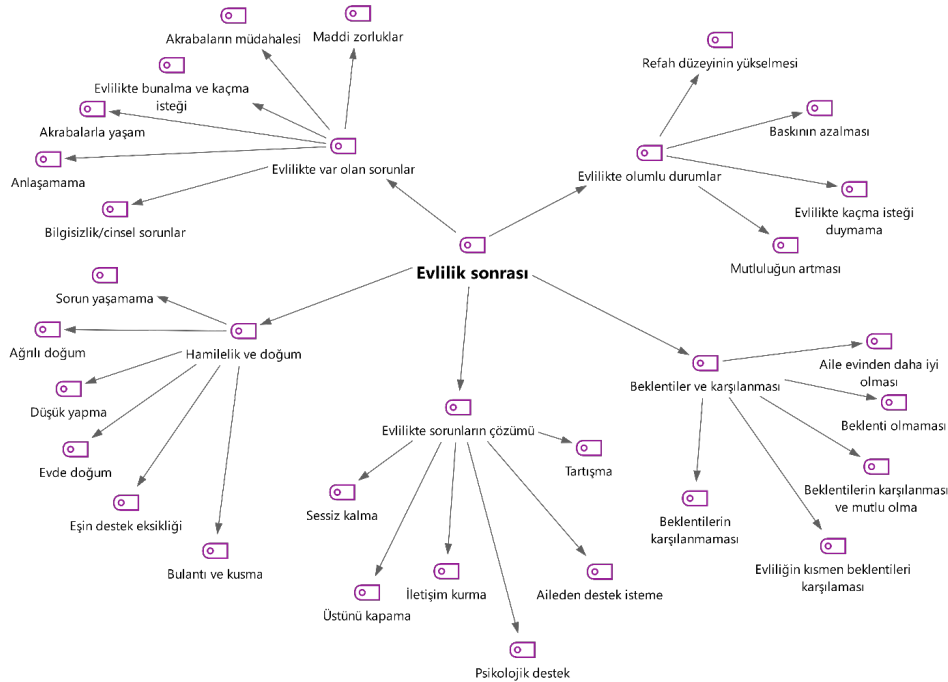 Akrabaların müdahalesi
Maddi zorluklar
Evlilikte bunalma ve kaçma
isteği
Akrabalarla yaşam
Anlaşamama
Evlilikte var olan sorunlar
Bilgisizlik/cinsel sorunlar
Refah düzeyinin yükselmesi
Baskının azalması
Evlilikte olumlu durumlar
Evlilikte kaçma isteği
duymama
Mutluluğun artması
Evlilik sonrası
Sorun yaşamama
Ağrılı doğum
Hamilelik ve doğum
Düşük yapma
Evde doğum
Eşin destek eksikliği
Bulantı ve kusma
Evlilikte sorunların çözümü
Tartışma
Sessiz kalma
Üstünü kapama
İletişim kurma
Aileden destek isteme
Psikolojik destek
Beklentiler ve karşılanması
Aile evinden daha iyi
olması
Beklenti olmaması
Beklentilerin karşılanması
ve mutlu olma
Beklentilerin
karşılanmaması
Evliliğin kısmen beklentileri
karşılaması